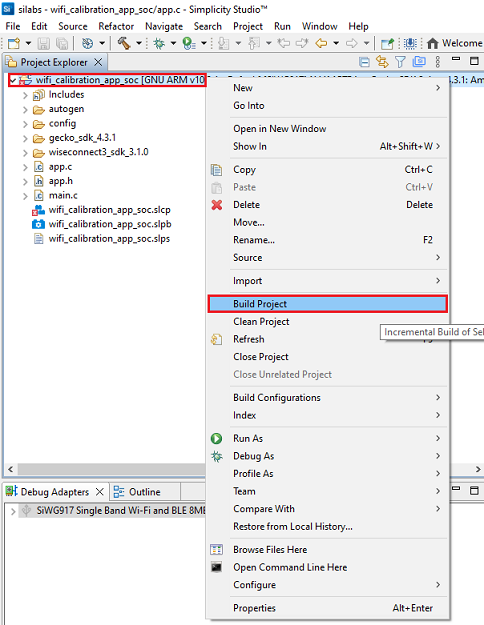 silabs - wifi_calibration_app_soc/app.c - Simplicity Studio™
File Edit Source Refactor Navigate Search Project Run Window Help
Welcome
Project Explorer
wifi_calibration_app_soc [GNU ARM v10
3.1: Am
Includes
autogen
config
gecko_sdk_4.3.1
wiseconnect3_sdk_3.1.0
app.c
app.h
main.c
wifi_calibration_app_soc.slcp
wifi_calibration_app_soc.slpb
wifi_calibration_app_soc.slps
New
Go Into
Open in New Window
Show In Alt+Shift+W
Copy Ctrl+C
Paste Ctrl+V
Delete Delete
Move...
Rename... F2
Source
Import
Build Project
Clean Project
Incremental Build of Sel
Refresh
Close Project
Close Unrelated Project
Build Configurations
Index
Run As
Debug As
Profile As
Team
Compare With
Restore from Local History...
Browse Files Here
Open Command Line Here
Configure
Properties Alt+Enter
Debug Adapters Outline
SiWG917 Single Band Wi-Fi and BLE 8MB